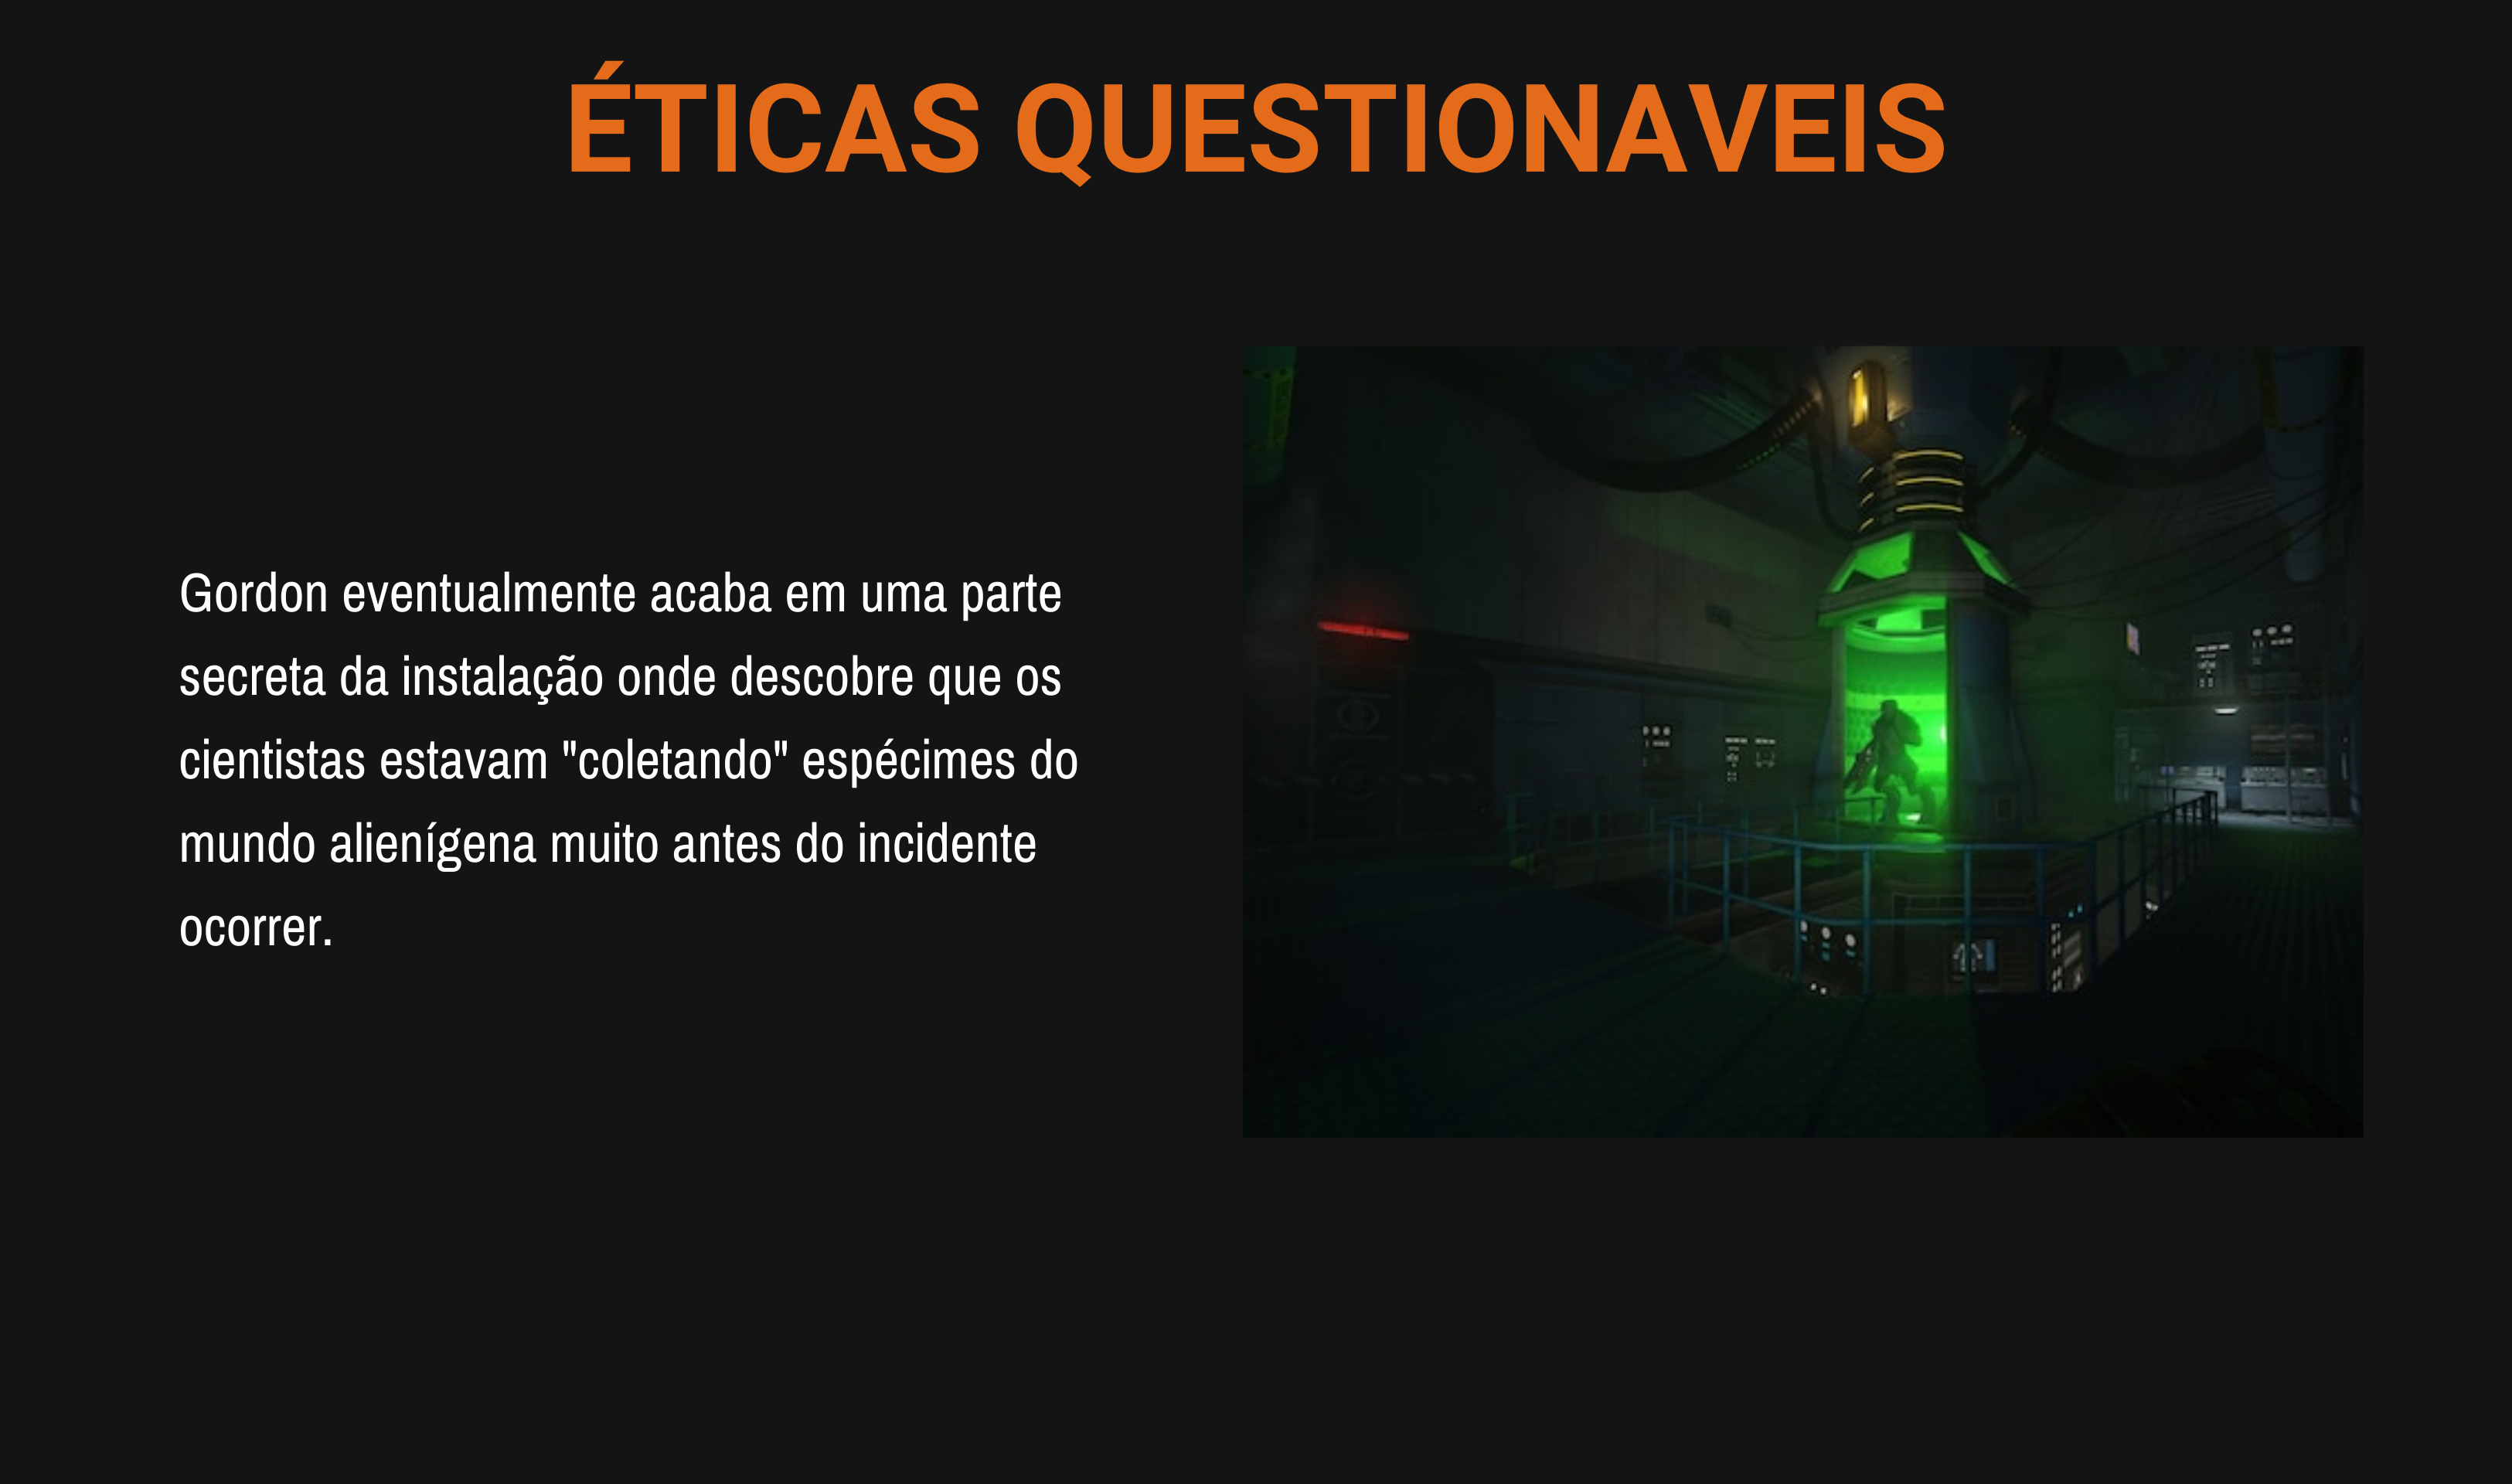 ÉTICAS QUESTIONAVEIS
Gordon eventualmente acaba em uma parte
secreta da instalação onde descobre que os
cientistas estavam "coletando" espécimes do
mundo alienígena muito antes do incidente
ocorrer.